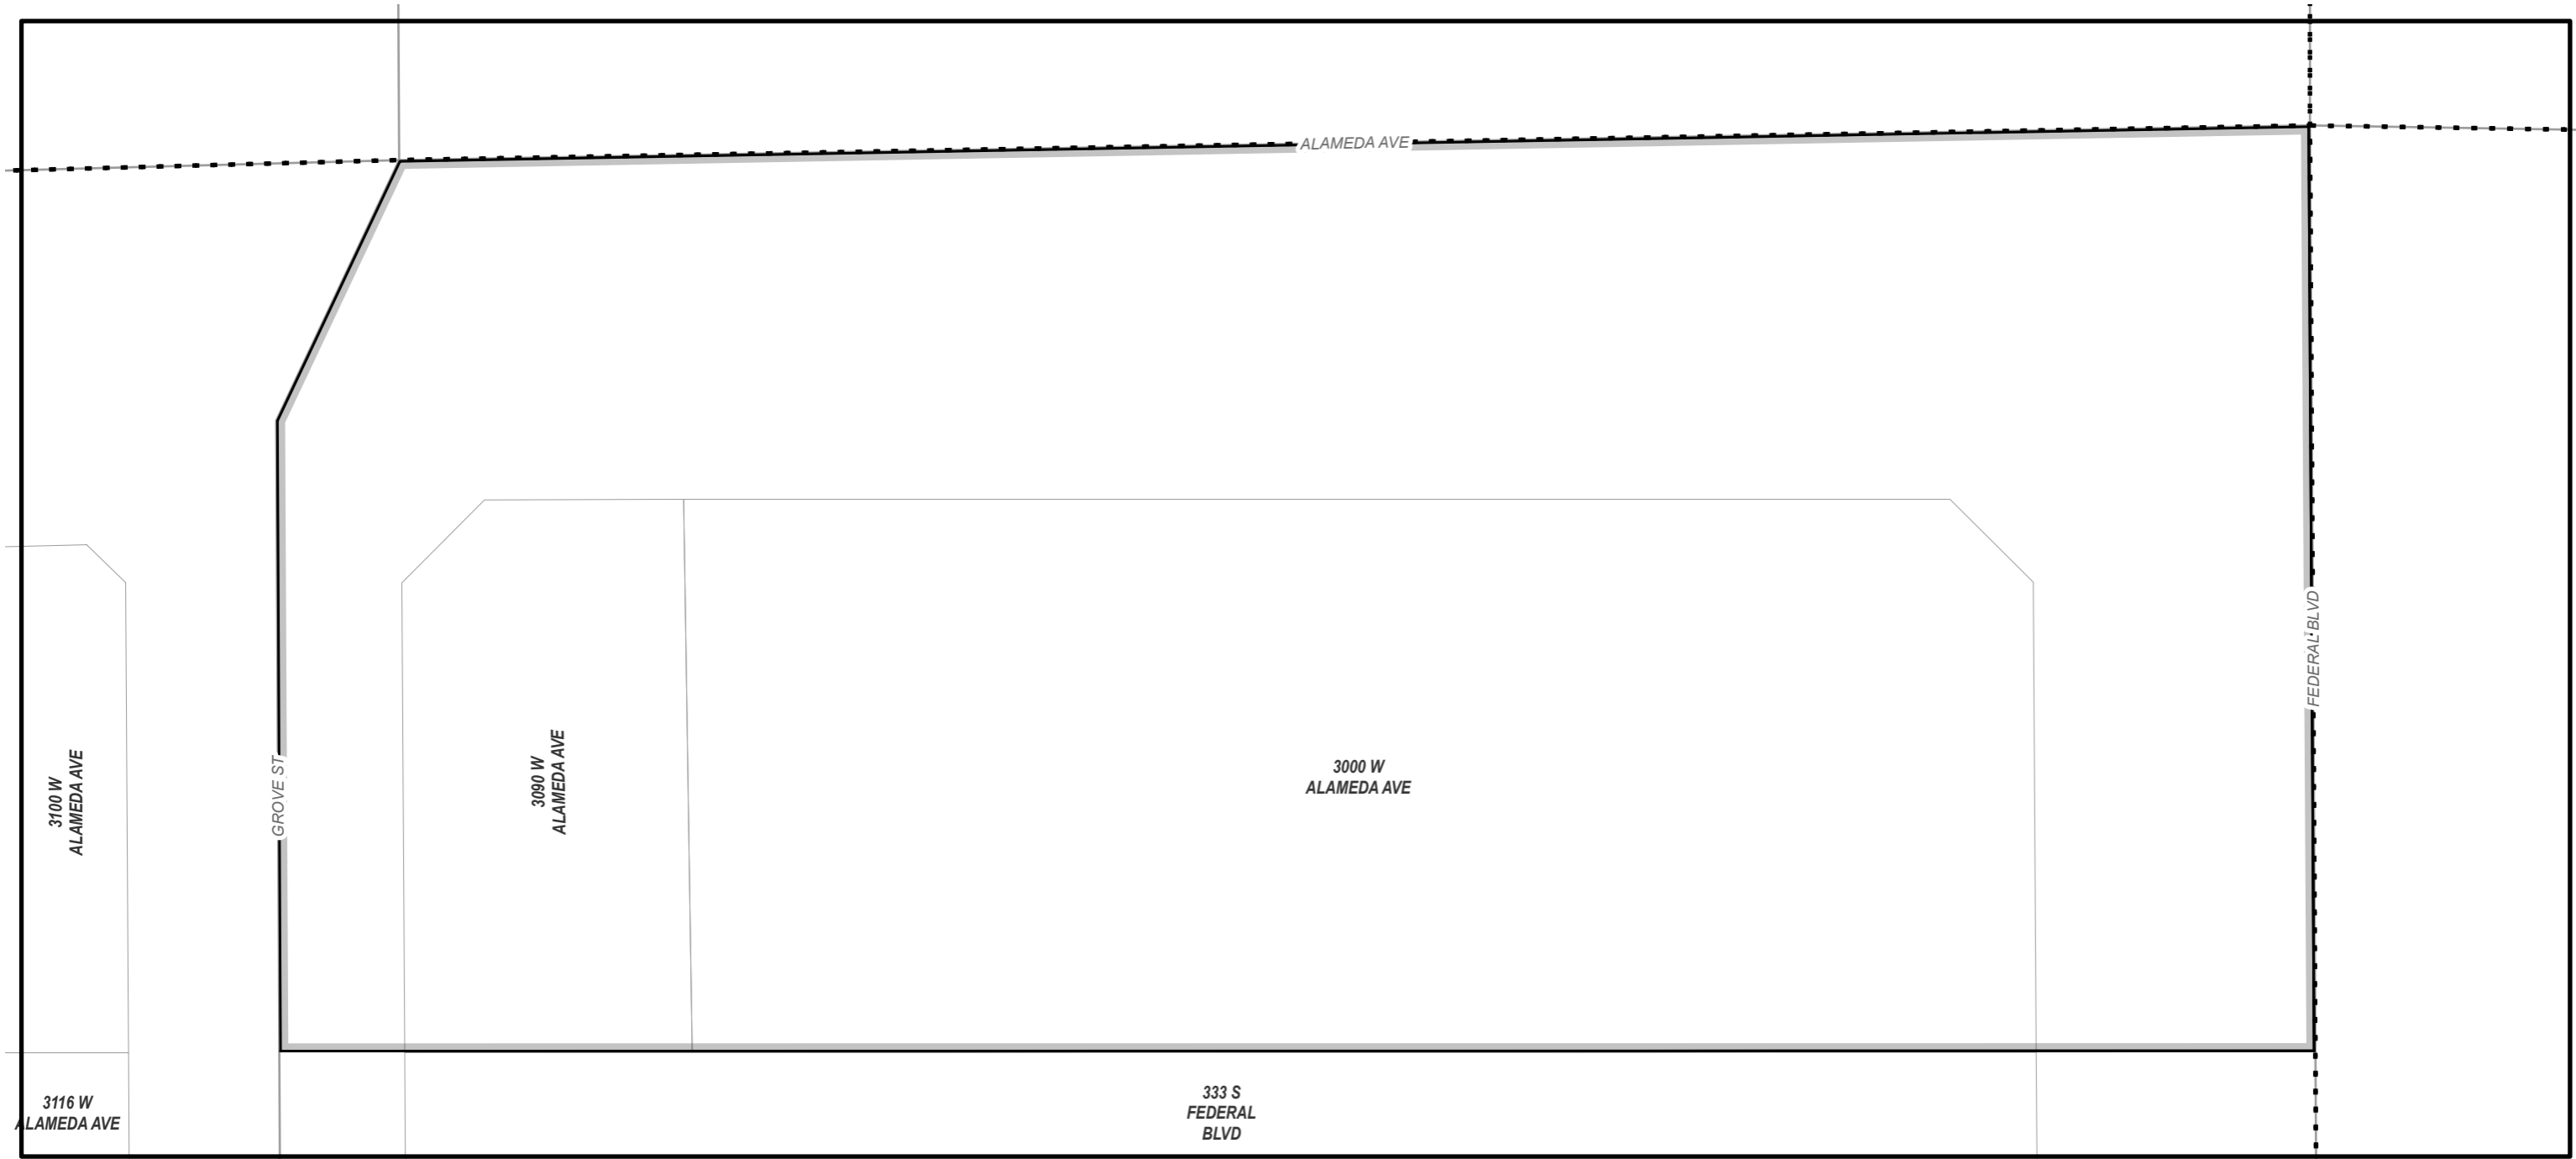 ALAMEDA AVE
FEDERAL BLVD
GROVE ST
3100 W
ALAMEDA AVE
3090 W
ALAMEDA AVE
3000 W
ALAMEDA AVE
3116 W
ALAMEDA AVE
333 S
FEDERAL
BLVD